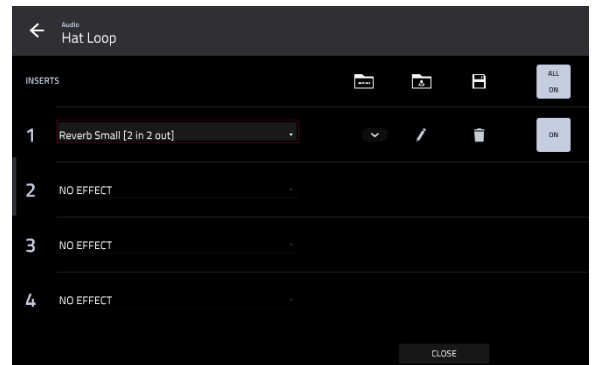 Audio
Hat Loop
INSERTS
ALL
ON
1 Reverb Small [2 in 2 out]
ON
2 NO EFFECT
3 NO EFFECT
4 NO EFFECT
CLOSE